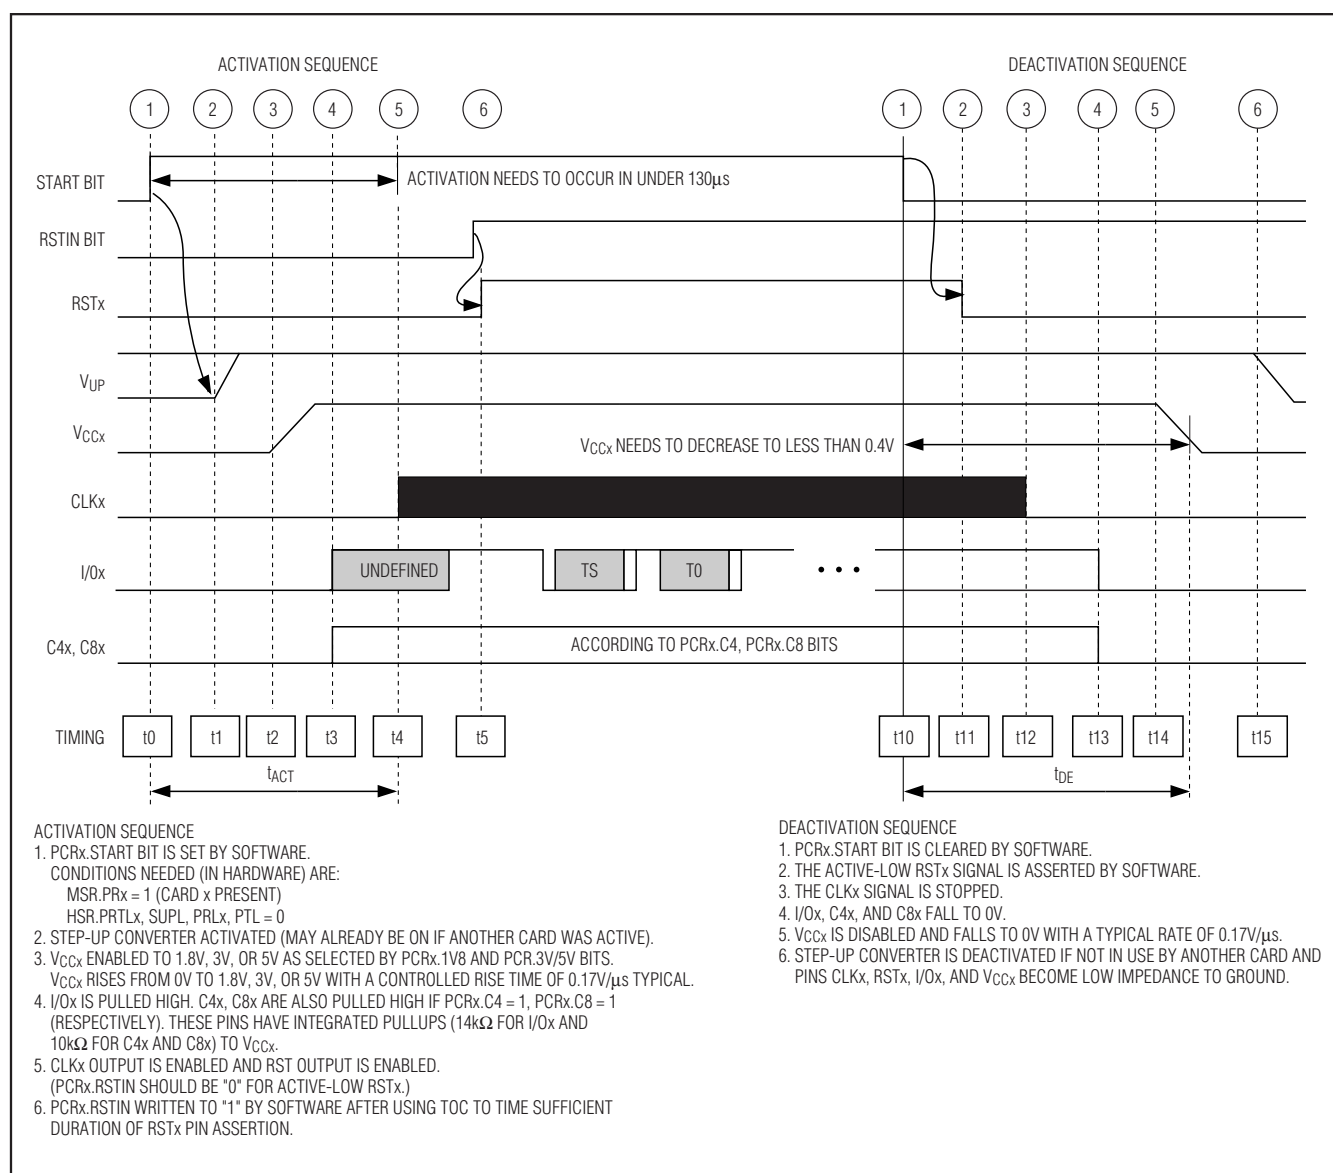 ACTIVATION SEQUENCE
DEACTIVATION SEQUENCE
1 2 3 4 5 6 1 2 3 4 5 6
START BIT
ACTIVATION NEEDS TO OCCUR IN UNDER 130μs
RSTIN BIT
RSTx
VUP
VCCx
VCCx NEEDS TO DECREASE TO LESS THAN 0.4V
CLKx
I/0x
UNDEFINED
TS
T0
• • •
C4x, C8x
ACCORDING TO PCRx.C4, PCRx.C8 BITS
TIMING
t0 t1 t2 t3 t4 t5 t10 t11 t12 t13 t14 t15
tACT
tDE
ACTIVATION SEQUENCE
1. PCRx.START BIT IS SET BY SOFTWARE.
CONDITIONS NEEDED (IN HARDWARE) ARE:
MSR.PRx = 1 (CARD x PRESENT)
HSR.PRTLx, SUPL, PRLx, PTL = 0
2. STEP-UP CONVERTER ACTIVATED (MAY ALREADY BE ON IF ANOTHER CARD WAS ACTIVE).
3. VCCx ENABLED TO 1.8V, 3V, OR 5V AS SELECTED BY PCRx.1V8 AND PCR.3V/5V BITS.
VCCx RISES FROM 0V TO 1.8V, 3V, OR 5V WITH A CONTROLLED RISE TIME OF 0.17V/μs TYPICAL.
4. I/Ox IS PULLED HIGH. C4x, C8x ARE ALSO PULLED HIGH IF PCRx.C4 = 1, PCRx.C8 = 1
(RESPECTIVELY). THESE PINS HAVE INTEGRATED PULLUPS (14kΩ FOR I/Ox AND
10kΩ FOR C4x AND C8x) TO VCCx.
5. CLKx OUTPUT IS ENABLED AND RST OUTPUT IS ENABLED.
(PCRx.RSTIN SHOULD BE "0" FOR ACTIVE-LOW RSTx.)
6. PCRx.RSTIN WRITTEN TO "1" BY SOFTWARE AFTER USING TOC TO TIME SUFFICIENT
DURATION OF RSTx PIN ASSERTION.
DEACTIVATION SEQUENCE
1. PCRx.START BIT IS CLEARED BY SOFTWARE.
2. THE ACTIVE-LOW RSTx SIGNAL IS ASSERTED BY SOFTWARE.
3. THE CLKx SIGNAL IS STOPPED.
4. I/Ox, C4x, AND C8x FALL TO 0V.
5. VCCx IS DISABLED AND FALLS TO 0V WITH A TYPICAL RATE OF 0.17V/μs.
6. STEP-UP CONVERTER IS DEACTIVATED IF NOT IN USE BY ANOTHER CARD AND
PINS CLKx, RSTx, I/Ox, AND VCCx BECOME LOW IMPEDANCE TO GROUND.